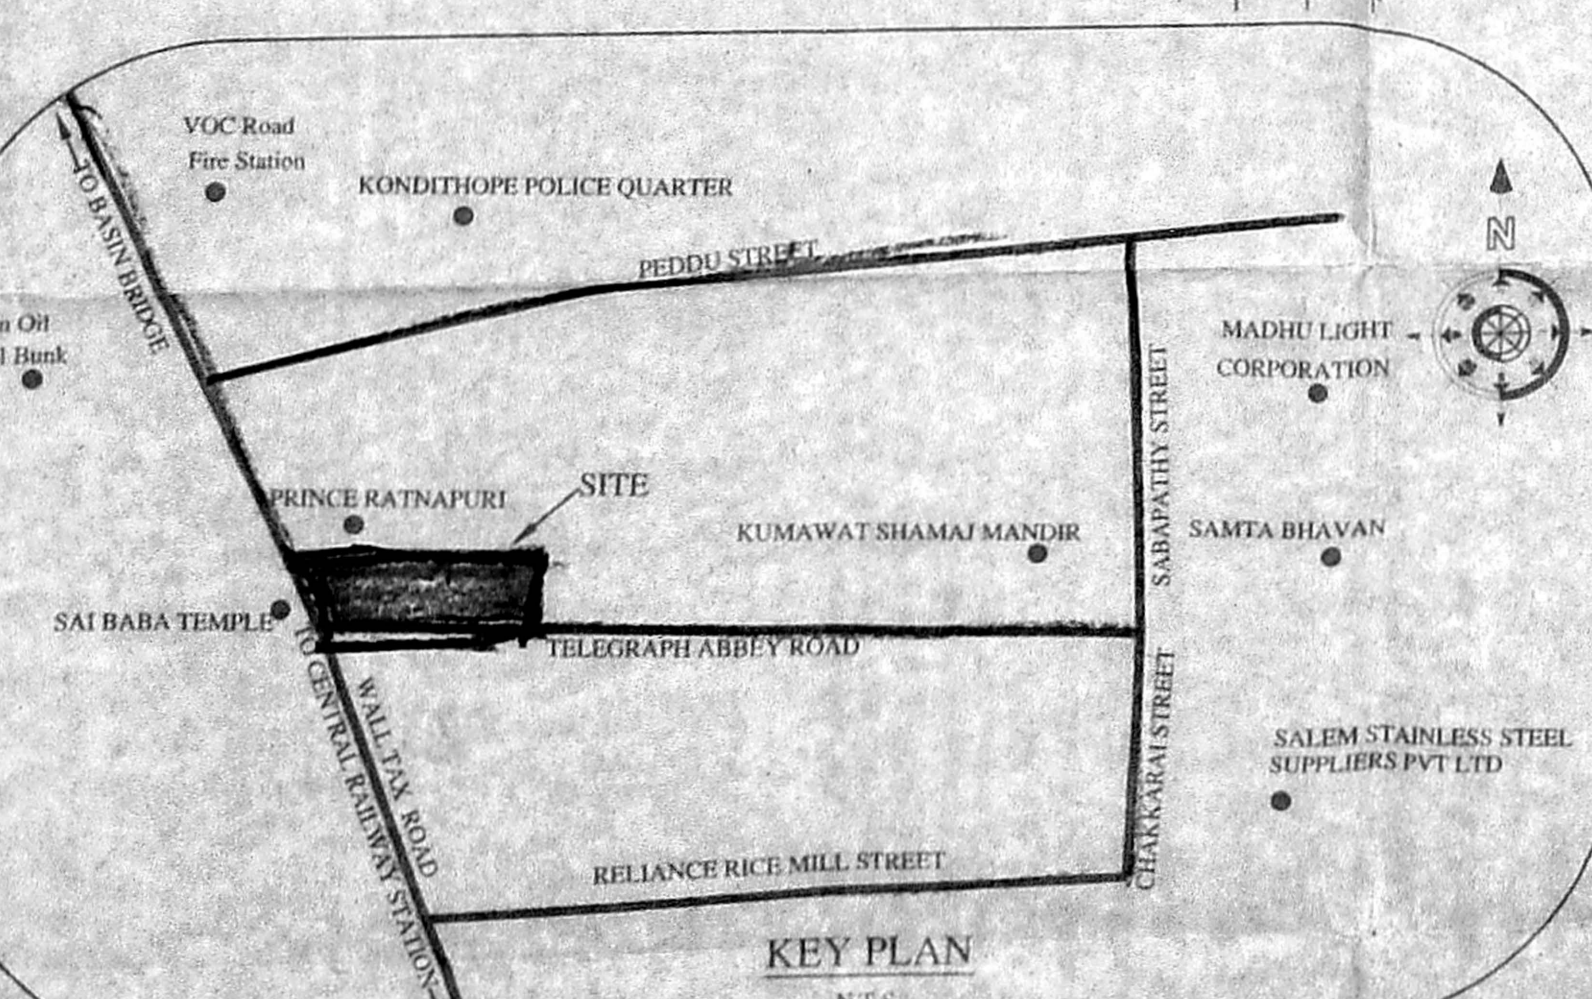 VOC Road
Fire Station
KONDITHOPE POLICE QUARTER
TO BASIN BRIDGE
PEDDU STREET
N
Oil
Bunk
MADHU LIGHT
CORPORATION
SABAPATHY STREET
SITE
PRINCE RATNAPURI
KUMAWAT SHAMAJ MANDIR
SAMTA BHAVAN
SAI BABA TEMPLE
TELEGRAPH ABBEY ROAD
TO CENTRAL RAILWAY STATION
WALL TAX ROAD
CHAKKARAI STREET
SALEM STAINLESS STEEL
SUPPLIERS PVT LTD
RELIANCE RICE MILL STREET
KEY PLAN